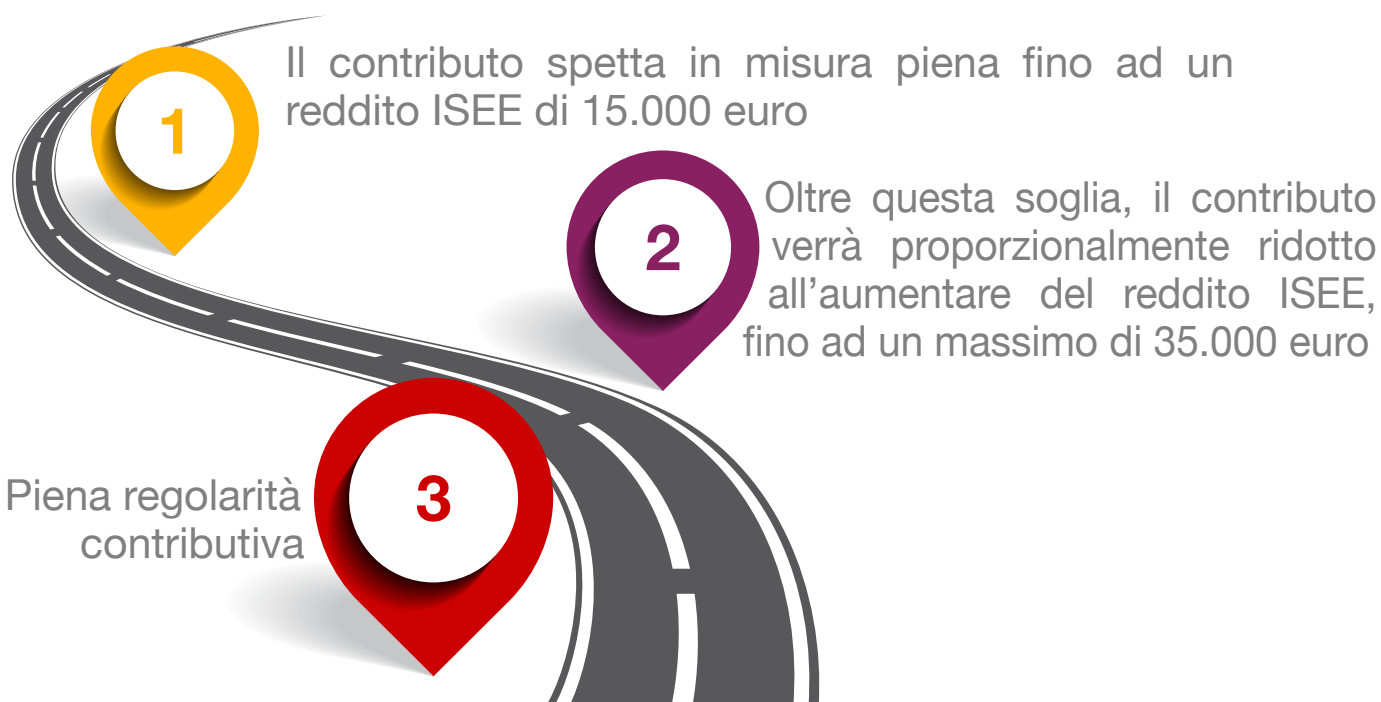 1
Il contributo spetta in misura piena fino ad un
reddito ISEE di 15.000 euro
2
Oltre questa soglia, il contributo
verrà proporzionalmente ridotto
all’aumentare del reddito ISEE,
fino ad un massimo di 35.000 euro
3
Piena regolarità
contributiva